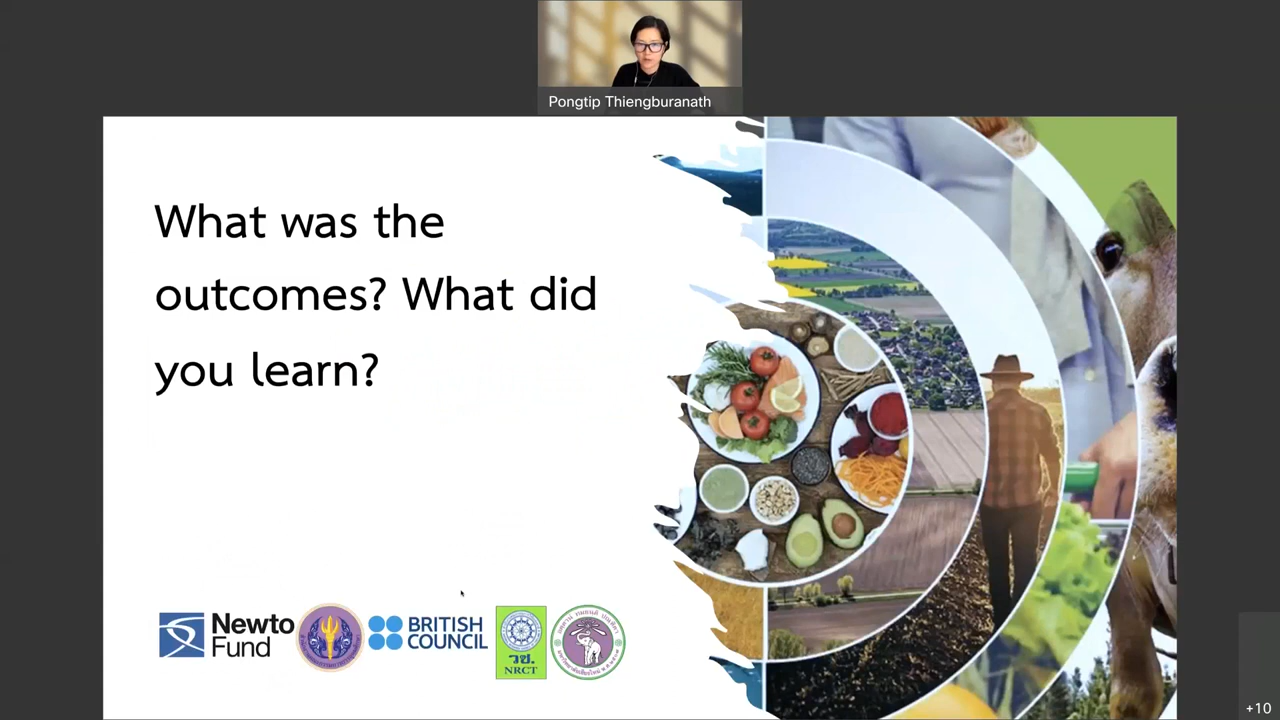 Pongtip Thiengburanath
What was the
outcomes? What did
you learn?
Newto
Fund
BRITISH
COUNCIL
วช.
NRCT
+10